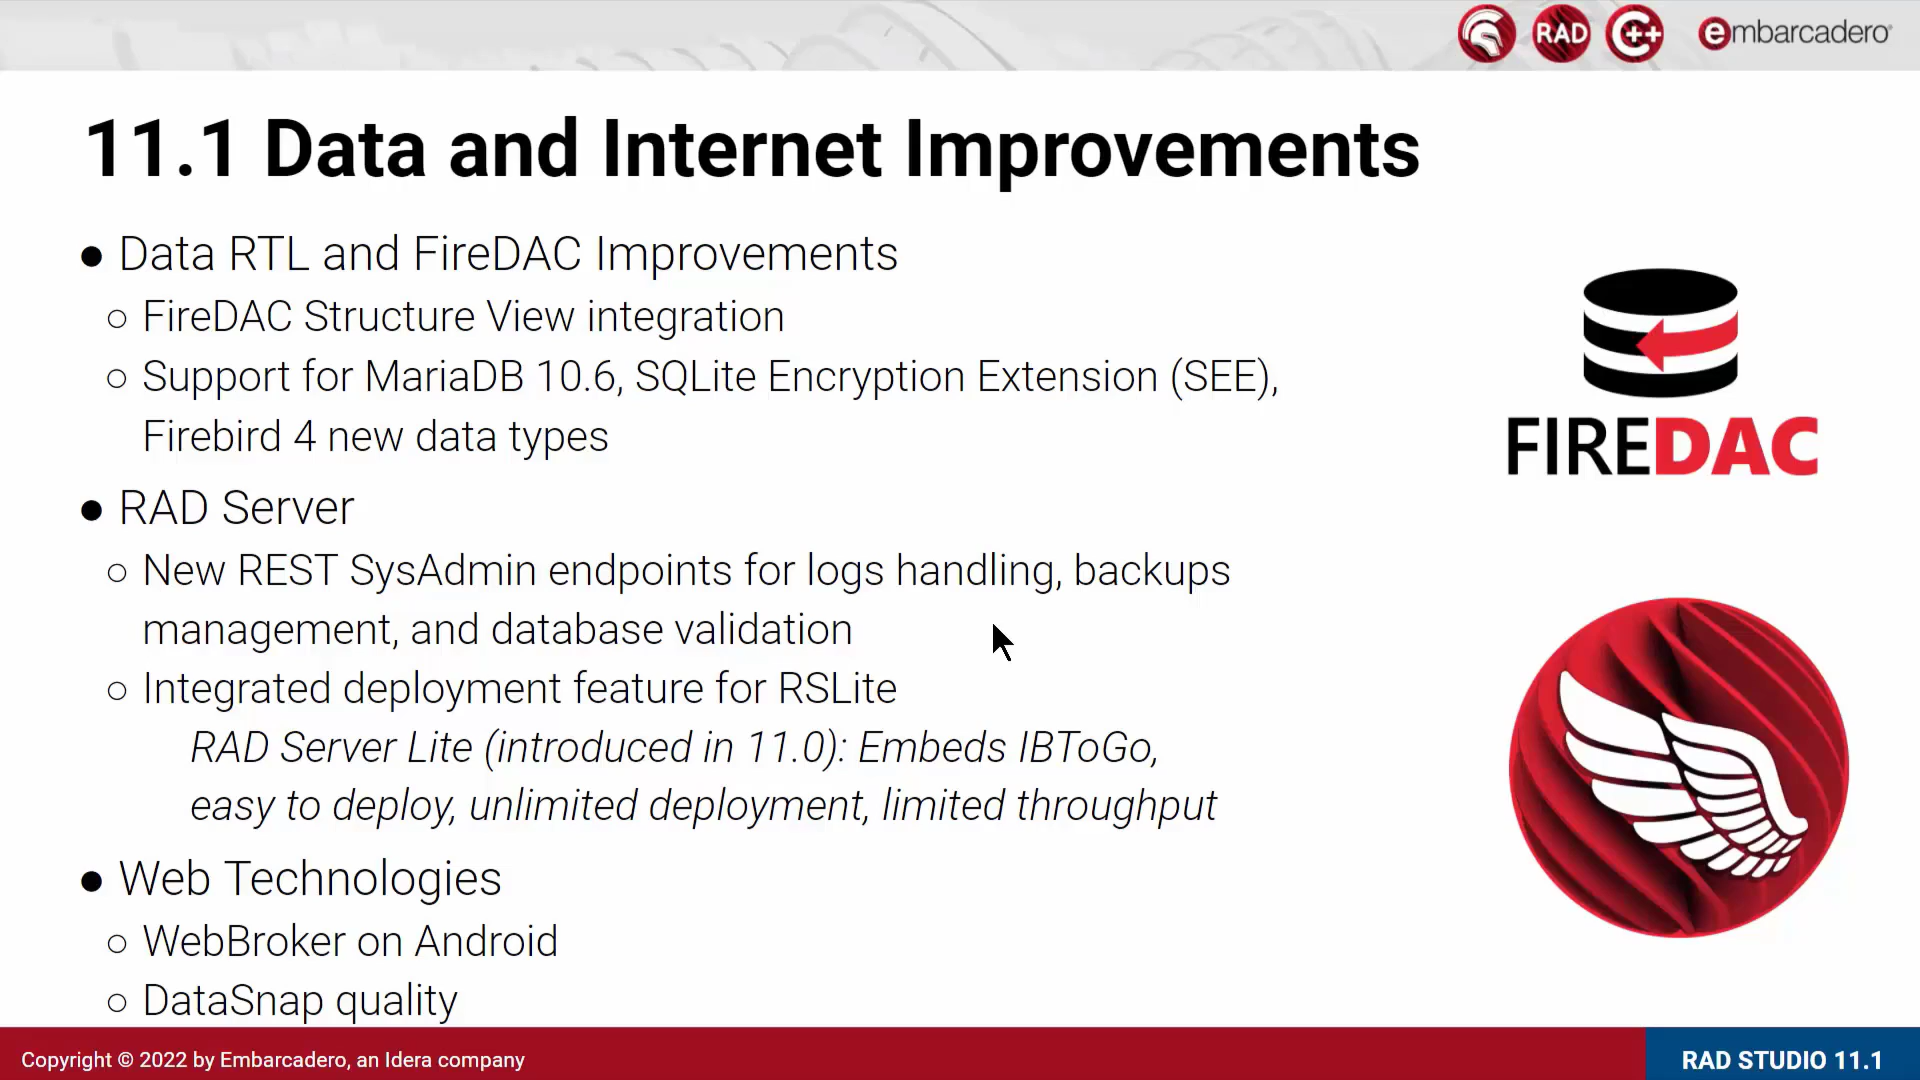 RAD
C++
embarcadero
11.1 Data and Internet Improvements
● Data RTL and FireDAC Improvements
○ FireDAC Structure View integration
○ Support for MariaDB 10.6, SQLite Encryption Extension (SEE),
Firebird 4 new data types
FIREDAC
● RAD Server
○ New REST SysAdmin endpoints for logs handling, backups
management, and database validation
○ Integrated deployment feature for RSLite
RAD Server Lite (introduced in 11.0): Embeds IBToGo,
easy to deploy, unlimited deployment, limited throughput
● Web Technologies
○ WebBroker on Android
○ DataSnap quality
Copyright © 2022 by Embarcadero, an Idera company
RAD STUDIO 11.1